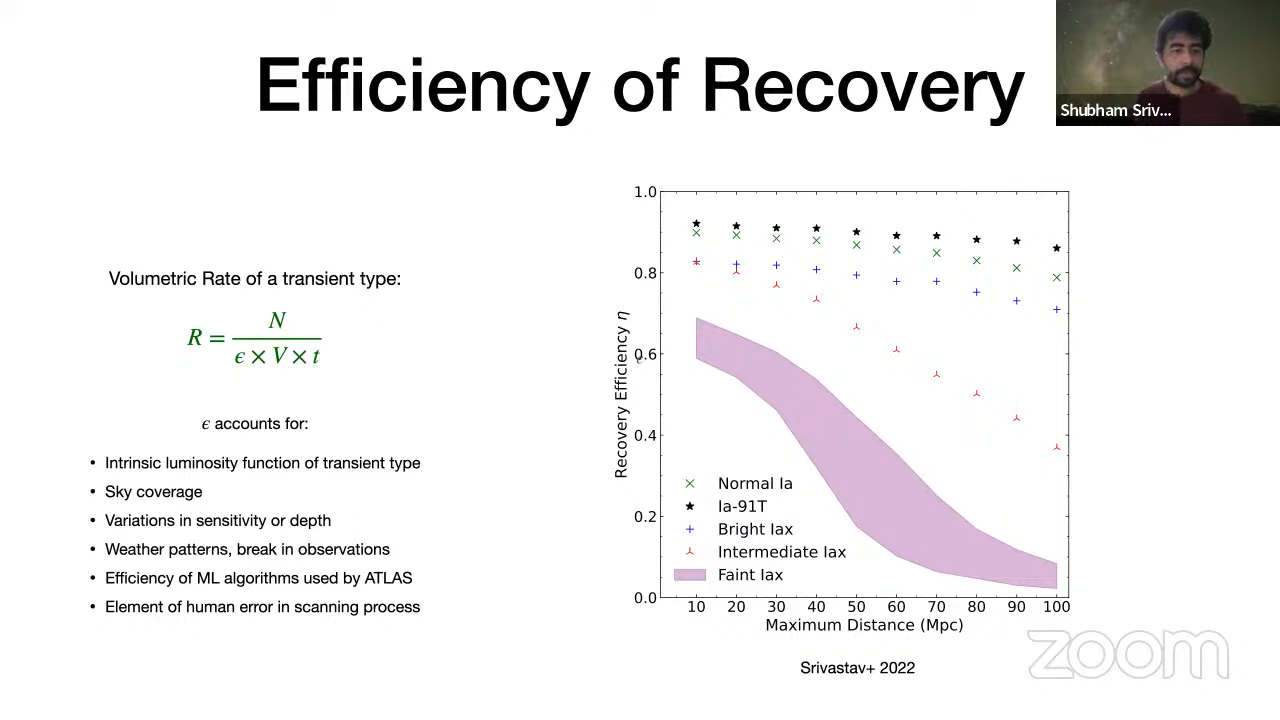 Efficiency of Recovery
Shubham Sriv...
Volumetric Rate of a transient type:
R = N / ϵ × V × t
ϵ accounts for:
• Intrinsic luminosity function of transient type
• Sky coverage
• Variations in sensitivity or depth
• Weather patterns, break in observations
• Efficiency of ML algorithms used by ATLAS
• Element of human error in scanning process
Recovery Efficiency η
1.0
0.8
0.6
0.4
0.2
0.0
Normal Ia
Ia-91T
Bright Iax
Intermediate Iax
Faint Iax
10 20 30 40 50 60 70 80 90 100
Maximum Distance (Mpc)
Srivastav+ 2022
zoom